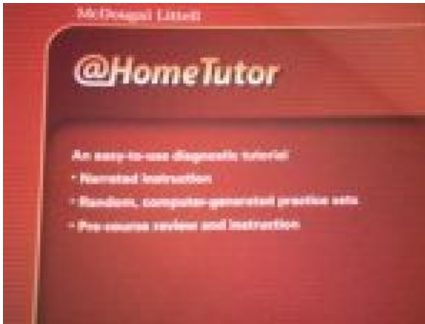 McDougal Littell
@HomeTutor
An easy-to-use diagnostic tutorial
• Narrated instruction
• Random, computer-generated practice sets
• Pre-course review and instruction